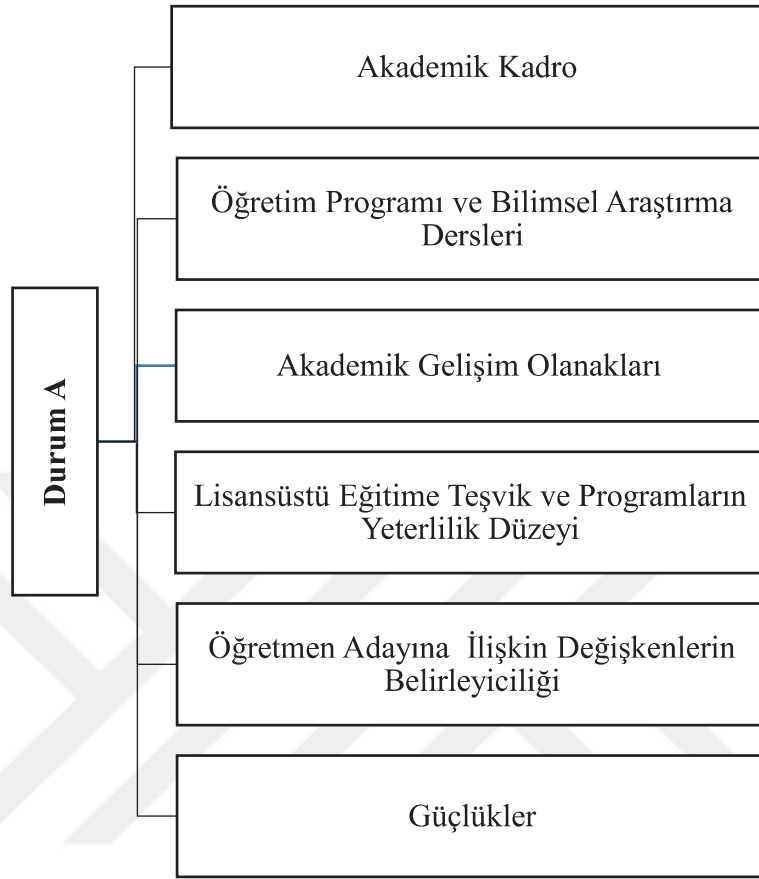 Akademik Kadro
Öğretim Programı ve Bilimsel Araştırma
Dersleri
Akademik Gelişim Olanakları
Durum A
Lisansüstü Eğitime Teşvik ve Programların
Yeterlilik Düzeyi
Öğretmen Adayına İlişkin Değişkenlerin
Belirleyiciliği
Güçlükler